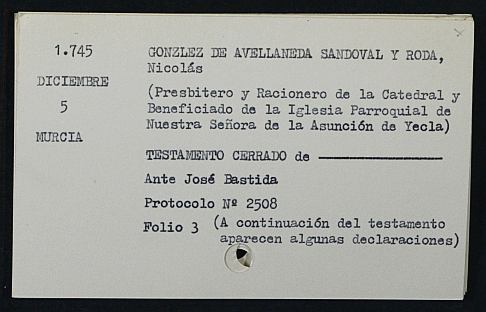 1.745
DICIEMBRE
5
MURCIA
GONZLEZ DE AVELLANEDA SANDOVAL Y RODA,
Nicolás
(Presbitero y Racionero de la Catedral y
Beneficiado de la Iglesia Parroquial de
Nuestra Señora de la Asunción de Yecla)
TESTAMENTO CERRADO de ————————
Ante José Bastida
Protocolo Nº 2508
Folio 3 (A continuación del testamento
aparecen algunas declaraciones)